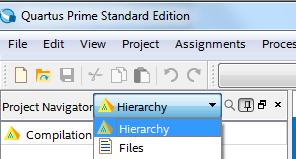 Quartus Prime Standard Edition
File Edit View Project Assignments Proces
Project Navigator Hierarchy
Hierarchy
Compilation
Files